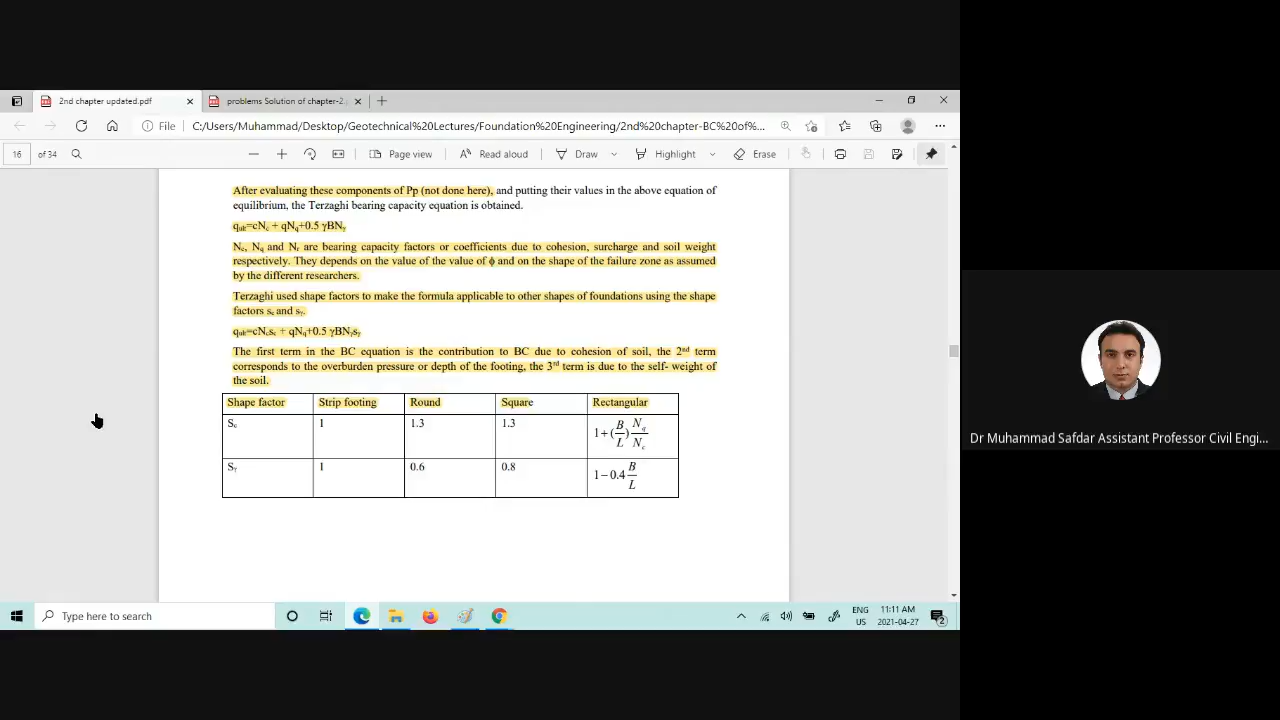 2nd chapter updated.pdf
problems Solution of chapter-2.
File C:/Users/Muhammad/Desktop/Geotechnical%20Lectures/Foundation%20Engineering/2nd%20chapter-BC%20of%...
16 of 34 Page view Read aloud Draw Highlight Erase
After evaluating these components of Pp (not done here), and putting their values in the above equation of
equilibrium, the Terzaghi bearing capacity equation is obtained.
qult=cNc + qNq+0.5 γBNγ
Nc, Nq and Nr are bearing capacity factors or coefficients due to cohesion, surcharge and soil weight
respectively. They depends on the value of the value of ϕ and on the shape of the failure zone as assumed
by the different researchers.
Terzaghi used shape factors to make the formula applicable to other shapes of foundations using the shape
factors sc and sγ.
qult=cNcsc + qNq+0.5 γBNγsγ
The first term in the BC equation is the contribution to BC due to cohesion of soil, the 2nd term
corresponds to the overburden pressure or depth of the footing, the 3rd term is due to the self- weight of
the soil.
Shape factor Strip footing Round Square Rectangular
Sc 1 1.3 1.3 1+(B/L)Nq/Nc
Sγ 1 0.6 0.8 1−0.4 B/L
Dr Muhammad Safdar Assistant Professor Civil Engi...
Type here to search
ENG
US
11:11 AM
2021-04-27
2